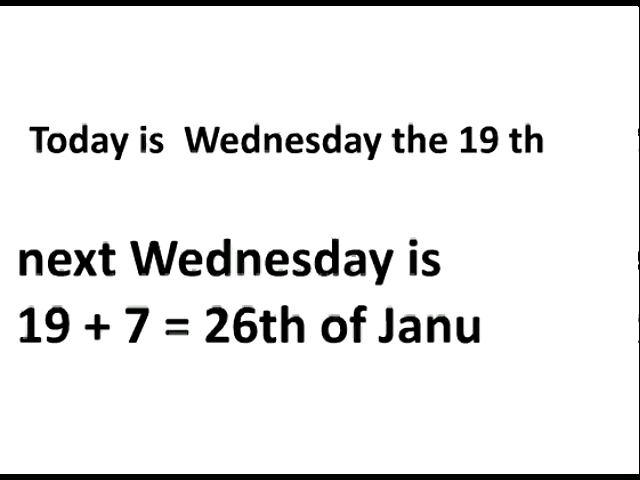 Today is Wednesday the 19 th
next Wednesday is
19 + 7 = 26th of Janu